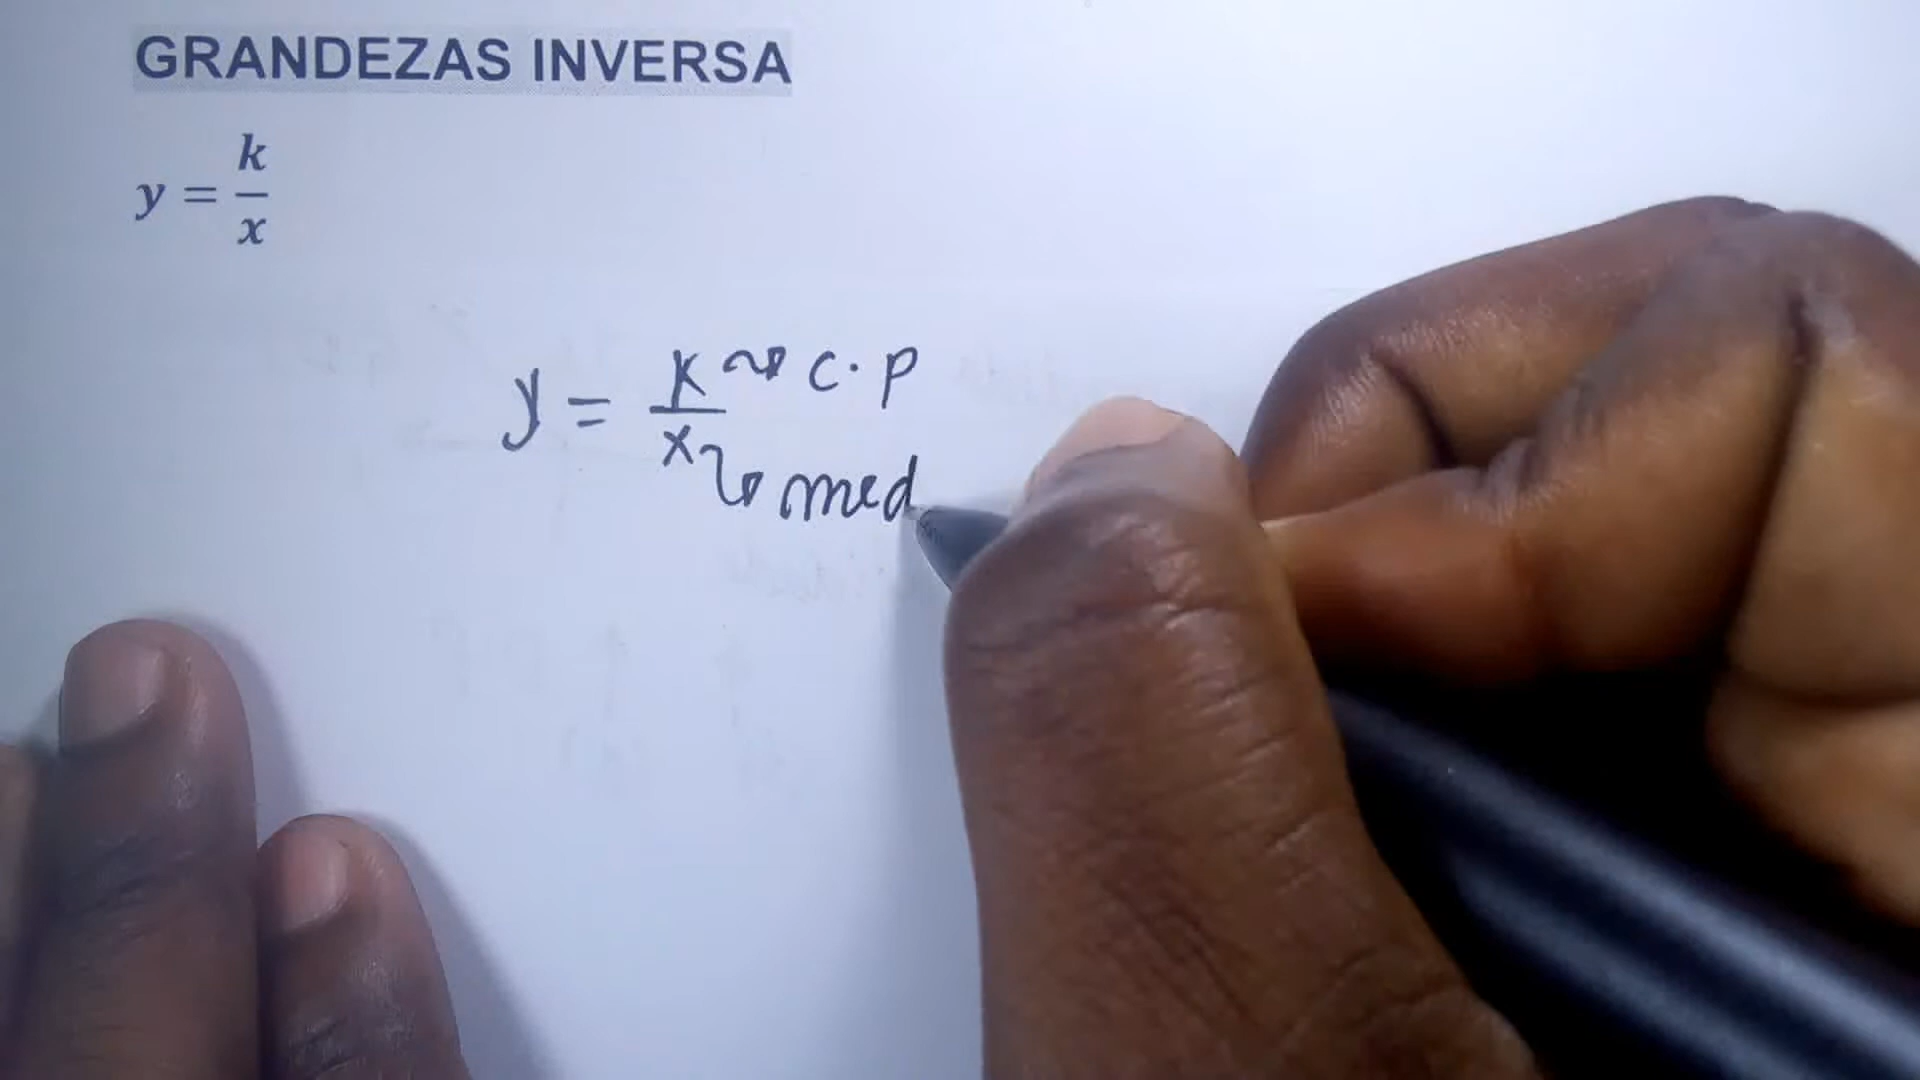 GRANDEZAS INVERSA
y = k/x
y = k/x
c.p
med